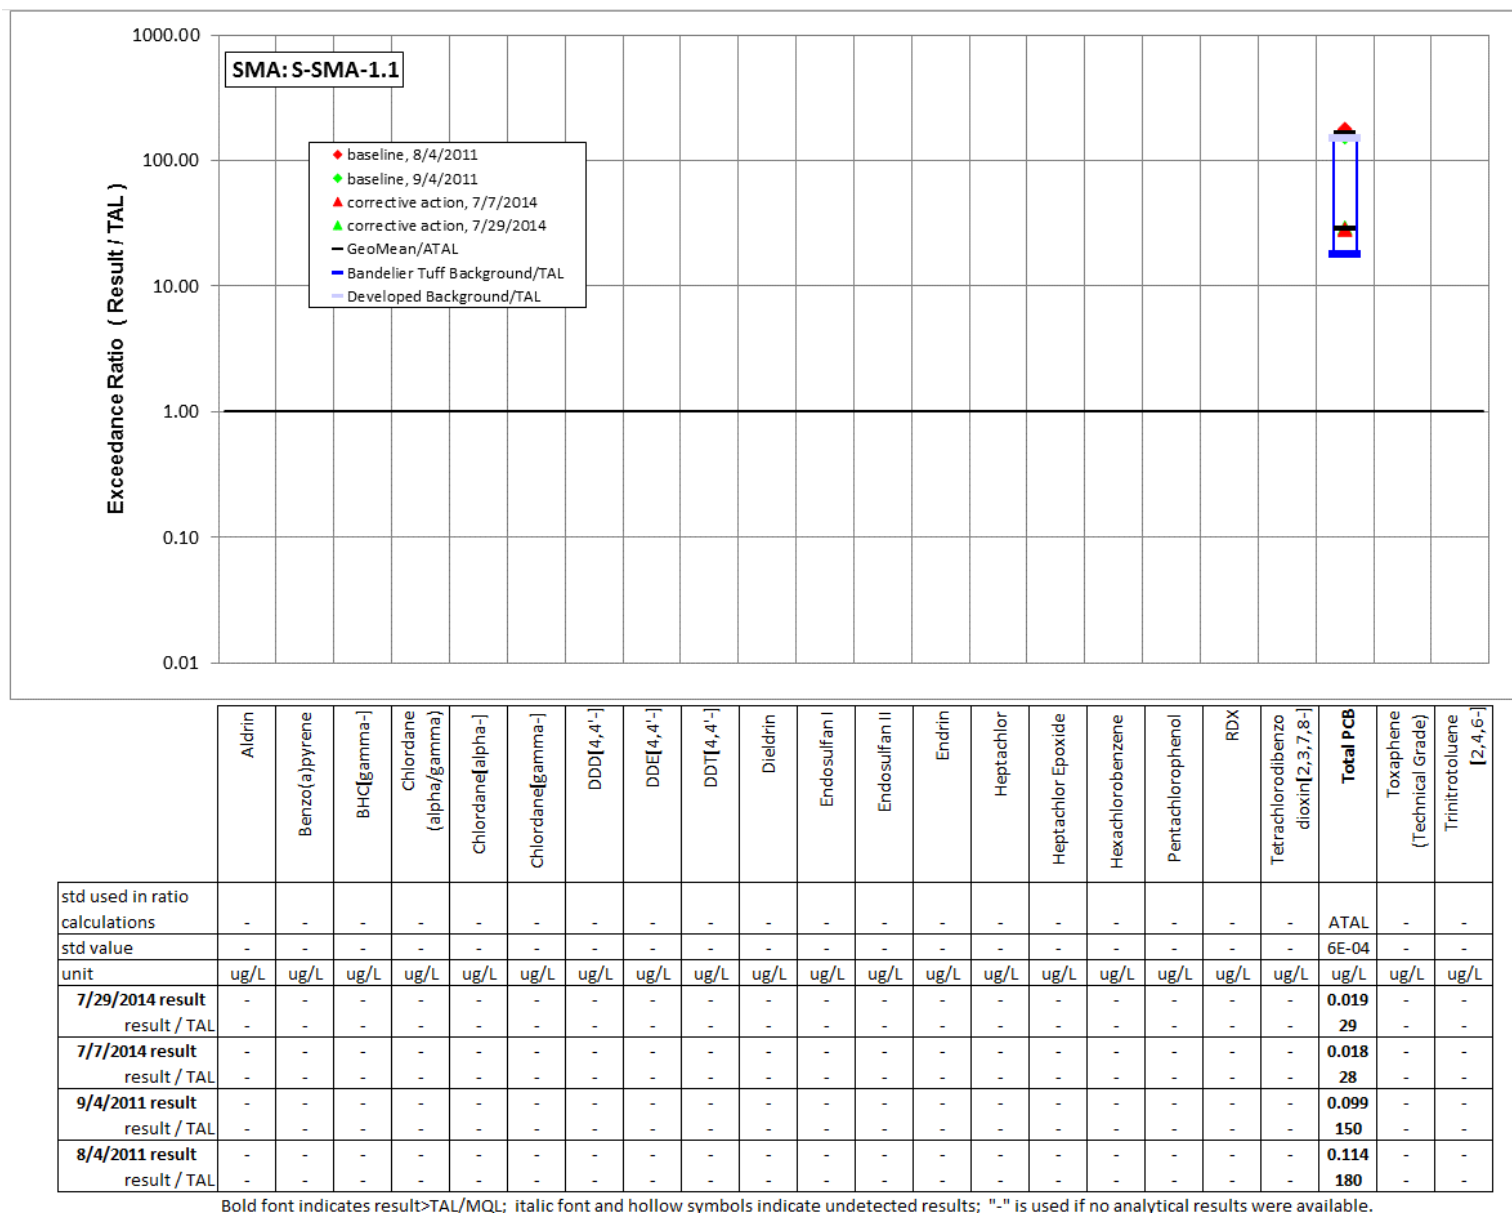 1000.00
SMA: S-SMA-1.1
baseline, 8/4/2011
100.00
baseline, 9/4/2011
corrective action, 7/7/2014
corrective action, 7/29/2014
GeoMean/ATAL
Bandelier Tuff Background/TAL
10.00
Developed Background/TAL
Exceedance Ratio ( Result / TAL )
1.00
0.10
0.01
Aldrin
Benzo(a)pyrene
BHC[gamma-]
Chlordane
(alpha/gamma)
Chlordane[alpha-]
Chlordane[gamma-]
DDD[4,4'-]
DDE[4,4'-]
DDT[4,4'-]
Dieldrin
Endosulfan I
Endosulfan II
Endrin
Heptachlor
Heptachlor Epoxide
Hexachlorobenzene
Pentachlorophenol
RDX
Tetrachlorodibenzo
dioxin[2,3,7,8-]
Total PCB
Toxaphene
(Technical Grade)
Trinitrotoluene
[2,4,6-]
std used in ratio
calculations - - - - - - - - - - - - - - - - - - - ATAL - -
std value - - - - - - - - - - - - - - - - - - - 6E-04 - -
unit ug/L ug/L ug/L ug/L ug/L ug/L ug/L ug/L ug/L ug/L ug/L ug/L ug/L ug/L ug/L ug/L ug/L ug/L ug/L ug/L ug/L ug/L
7/29/2014 result - - - - - - - - - - - - - - - - - - - 0.019 - -
result / TAL - - - - - - - - - - - - - - - - - - - 29 - -
7/7/2014 result - - - - - - - - - - - - - - - - - - - 0.018 - -
result / TAL - - - - - - - - - - - - - - - - - - - 28 - -
9/4/2011 result - - - - - - - - - - - - - - - - - - - 0.099 - -
result / TAL - - - - - - - - - - - - - - - - - - - 150 - -
8/4/2011 result - - - - - - - - - - - - - - - - - - - 0.114 - -
result / TAL - - - - - - - - - - - - - - - - - - - 180 - -
Bold font indicates result>TAL/MQL; italic font and hollow symbols indicate undetected results; "-" is used if no analytical results were available.